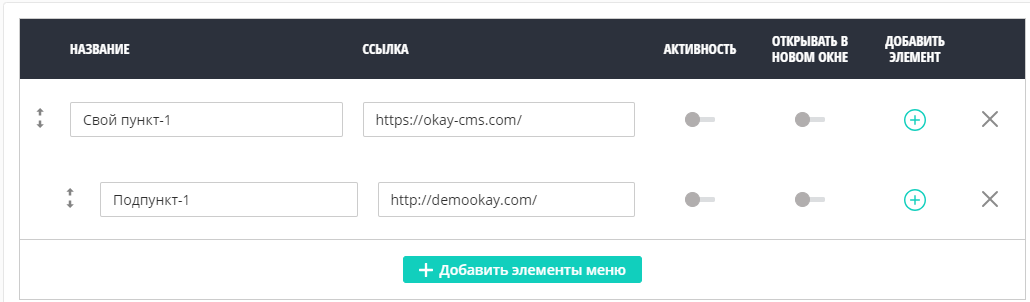 НАЗВАНИЕ ССЫЛКА АКТИВНОСТЬ ОТКРЫВАТЬ В ДОБАВИТЬ
НОВОМ ОКНЕ ЭЛЕМЕНТ
Свой пункт-1 https://okay-cms.com/
Подпункт-1 http://demookay.com/
Добавить элементы меню